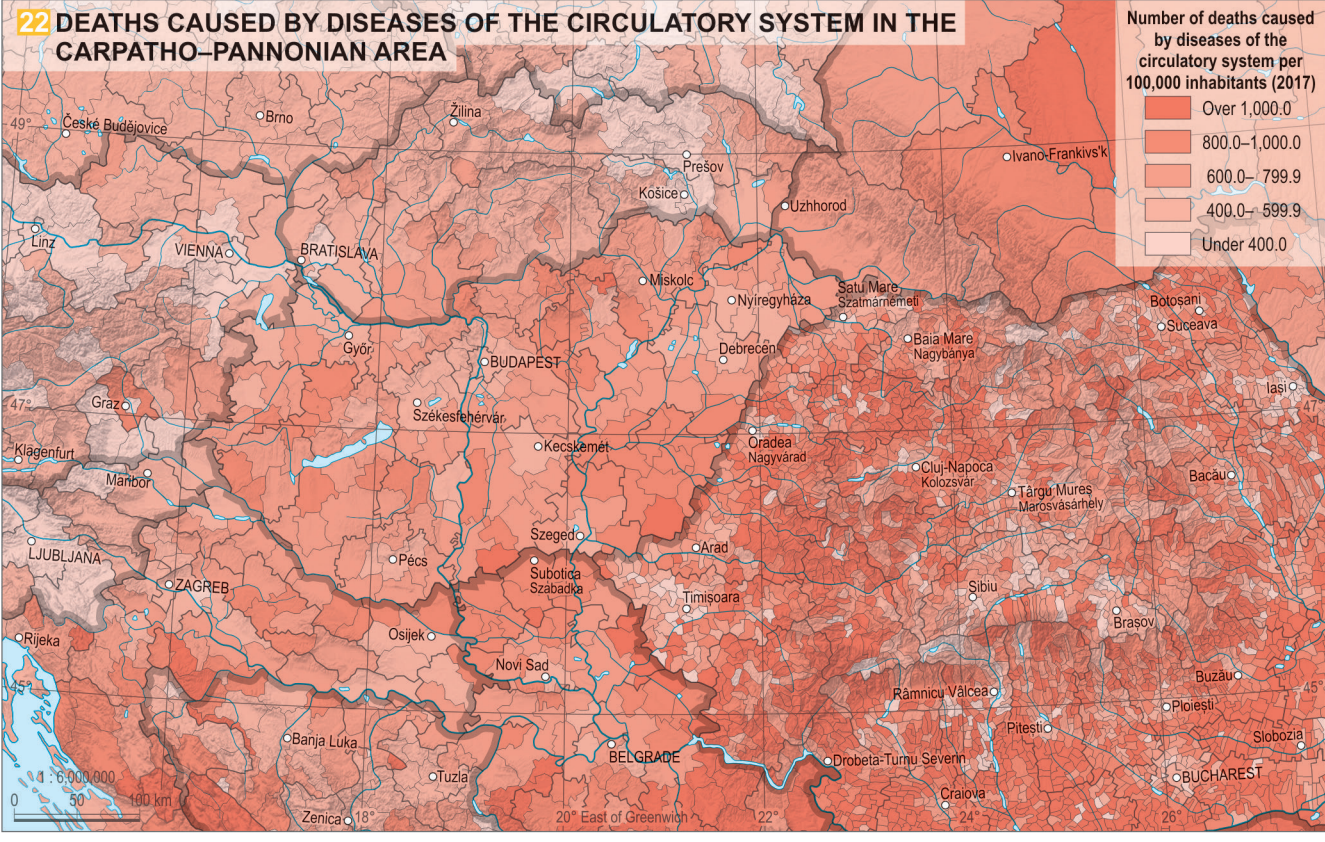 22 DEATHS CAUSED BY DISEASES OF THE CIRCULATORY SYSTEM IN THE
CARPATHO–PANNONIAN AREA
Number of deaths caused
by diseases of the
circulatory system per
100,000 inhabitants (2017)
Over 1,000.0
800.0–1,000.0
600.0– 799.9
400.0– 599.9
Under 400.0
49°
České Budějovice
Brno
Žilina
Prešov
Košice
Ivano-Frankivs'k
Uzhhorod
Linz
VIENNA
BRATISLAVA
Miskolc
Nyíregyháza
Satu Mare
Szatmárnémeti
Botoșani
Suceava
Győr
BUDAPEST
Debrecen
Baia Mare
Nagybánya
Iași
47°
Graz
Székesfehérvár
47°
Klagenfurt
Maribor
Kecskemét
Oradea
Nagyvárad
Cluj-Napoca
Kolozsvár
Târgu Mureș
Marosvásárhely
Bacău
LJUBLJANA
Szeged
Arad
Pécs
Subotica
Szabadka
ZAGREB
Timișoara
Sibiu
Brașov
Rijeka
Osijek
Novi Sad
45°
Râmnicu Vâlcea
Buzău
45°
Ploiești
Pitești
Slobozia
Banja Luka
BELGRADE
Drobeta-Turnu Severin
BUCHAREST
Tuzla
Craiova
1 : 6,000,000
0 50 100 km
Zenica
18°
20° East of Greenwich
22°
24°
26°